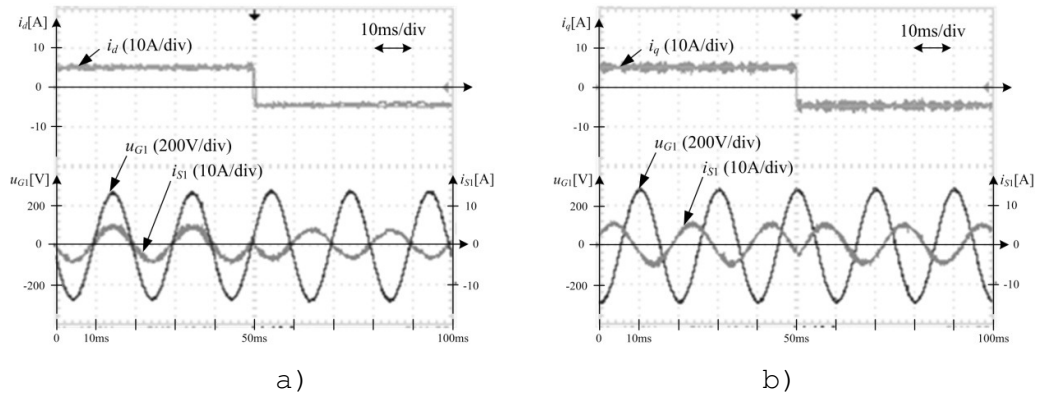 i_d[A]
10ms/div
20
i_d (10A/div)
0
-10
u_G1 (200V/div)
i_S1 (10A/div)
u_G1[V]
i_S1[A]
200
10
0
0
-200
-10
0
10ms
50ms
100ms
a)
i_q[A]
10ms/div
10
i_q (10A/div)
0
-10
u_G1 (200V/div)
i_S1 (10A/div)
u_G1[V]
i_S1[A]
200
10
0
0
-200
-10
0
10ms
50ms
100ms
b)